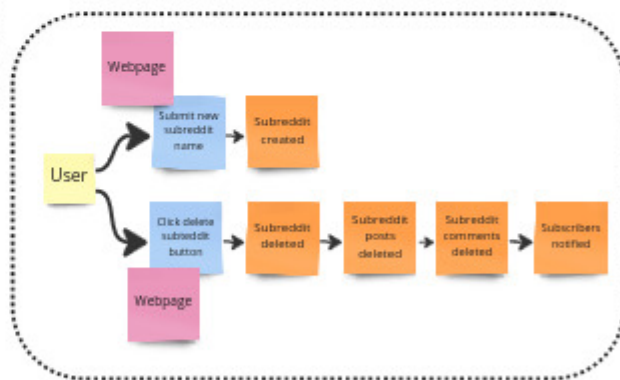 Webpage
Submit new
subreddit
name
Subreddit
created
User
Click delete
subreddit
button
Subreddit
deleted
Subreddit
posts
deleted
Subreddit
comments
deleted
Subscribers
notified
Webpage